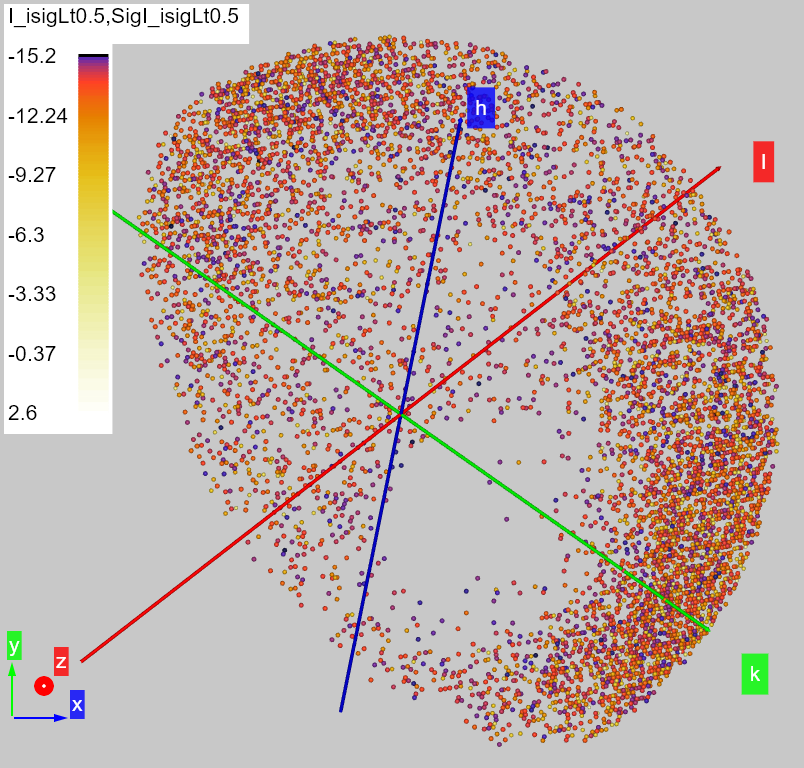 I_isigLt0.5,SigI_isigLt0.5
-15.2
-12.24
-9.27
-6.3
-3.33
-0.37
2.6
h
l
k
y
z
x